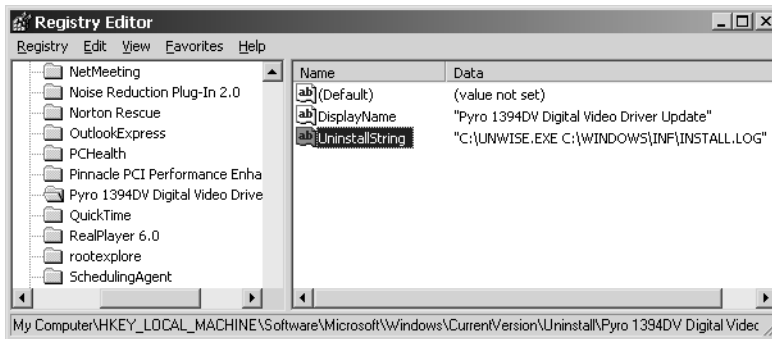 Registry Editor
Registry Edit View Favorites Help
NetMeeting
Noise Reduction Plug-In 2.0
Norton Rescue
OutlookExpress
PCHealth
Pinnacle PCI Performance Enha
Pyro 1394DV Digital Video Drive
QuickTime
RealPlayer 6.0
rootexplore
SchedulingAgent
Name Data
ab (Default) (value not set)
ab DisplayName "Pyro 1394DV Digital Video Driver Update"
ab UninstallString "C:\UNWISE.EXE C:\WINDOWS\INF\INSTALL.LOG"
My Computer\HKEY_LOCAL_MACHINE\Software\Microsoft\Windows\CurrentVersion\Uninstall\Pyro 1394DV Digital Videc